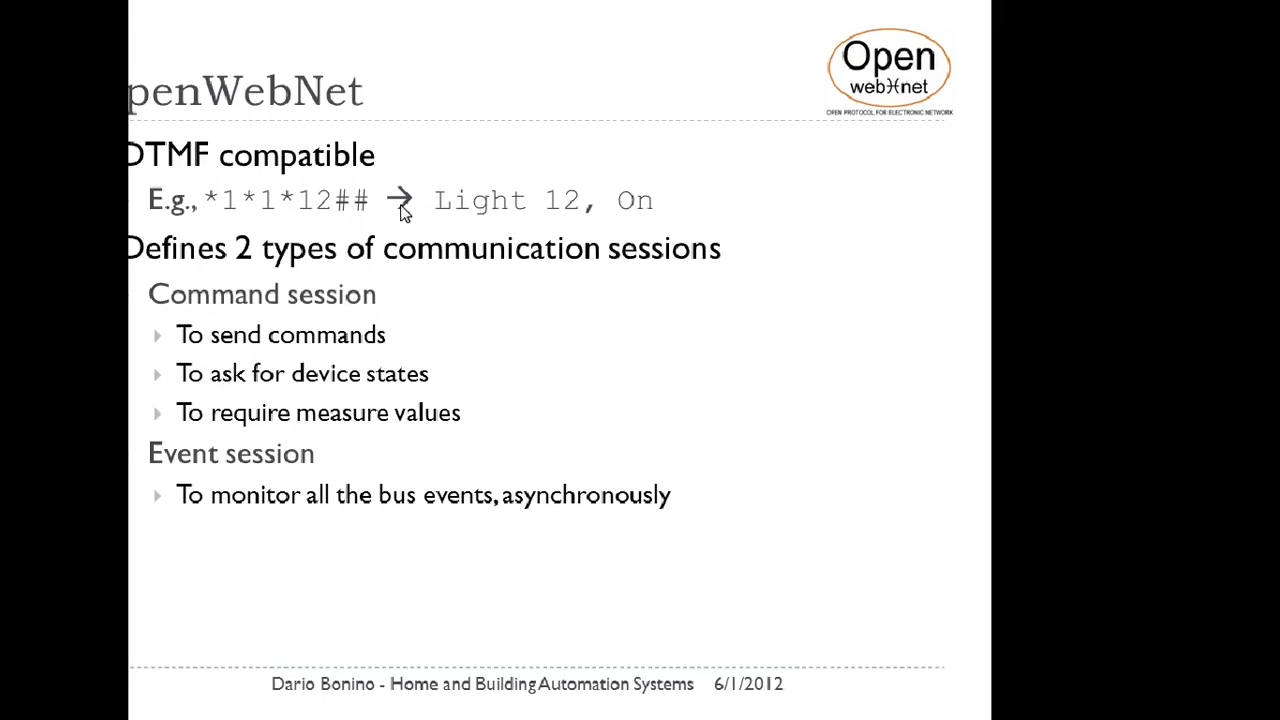 Open
web net
OPEN PROTOCOL FOR ELECTRONIC NETWORK
penWebNet
DTMF compatible
E.g., *1*1*12## → Light 12, On
Defines 2 types of communication sessions
Command session
To send commands
To ask for device states
To require measure values
Event session
To monitor all the bus events, asynchronously
Dario Bonino - Home and Building Automation Systems 6/1/2012